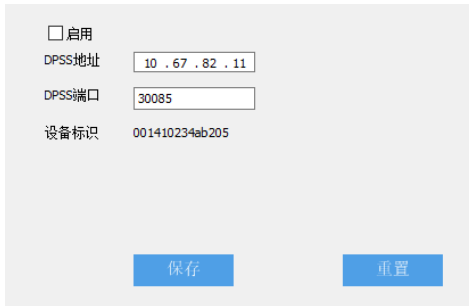 启用
DPSS地址 10 . 67 . 82 . 11
DPSS端口 30085
设备标识 001410234ab205
保存 重置